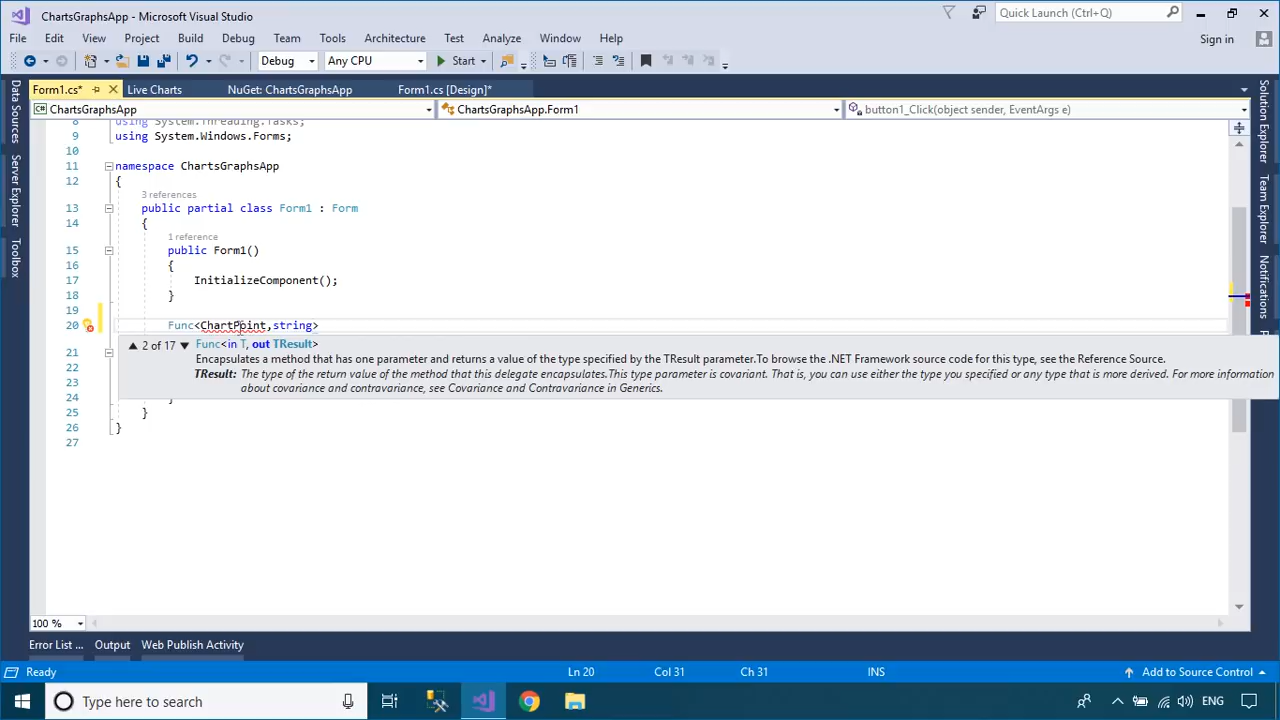 ChartsGraphsApp - Microsoft Visual Studio
Quick Launch (Ctrl+Q)
File Edit View Project Build Debug Team Tools Architecture Test Analyze Window Help
Sign in
Debug
Any CPU
Start
Form1.cs*
Live Charts
NuGet: ChartsGraphsApp
Form1.cs [Design]*
ChartsGraphsApp
ChartsGraphsApp.Form1
button1_Click(object sender, EventArgs e)
Data Sources
Server Explorer
Toolbox
Solution Explorer
Team Explorer
Notifications
8 using System.Threading.Tasks;
9 using System.Windows.Forms;
10
11 namespace ChartsGraphsApp
12 {
3 references
13 public partial class Form1 : Form
14 {
1 reference
15 public Form1()
16 {
17 InitializeComponent();
18 }
19
20 Func<ChartPoint,string>
2 of 17 Func<in T, out TResult>
21 Encapsulates a method that has one parameter and returns a value of the type specified by the TResult parameter.To browse the .NET Framework source code for this type, see the Reference Source.
22 TResult: The type of the return value of the method that this delegate encapsulates.This type parameter is covariant. That is, you can use either the type you specified or any type that is more derived. For more information
23 about covariance and contravariance, see Covariance and Contravariance in Generics.
24 }
25 }
26 }
27
100 %
Error List ... Output Web Publish Activity
Ready
Ln 20
Col 31
Ch 31
INS
Add to Source Control
Type here to search
ENG